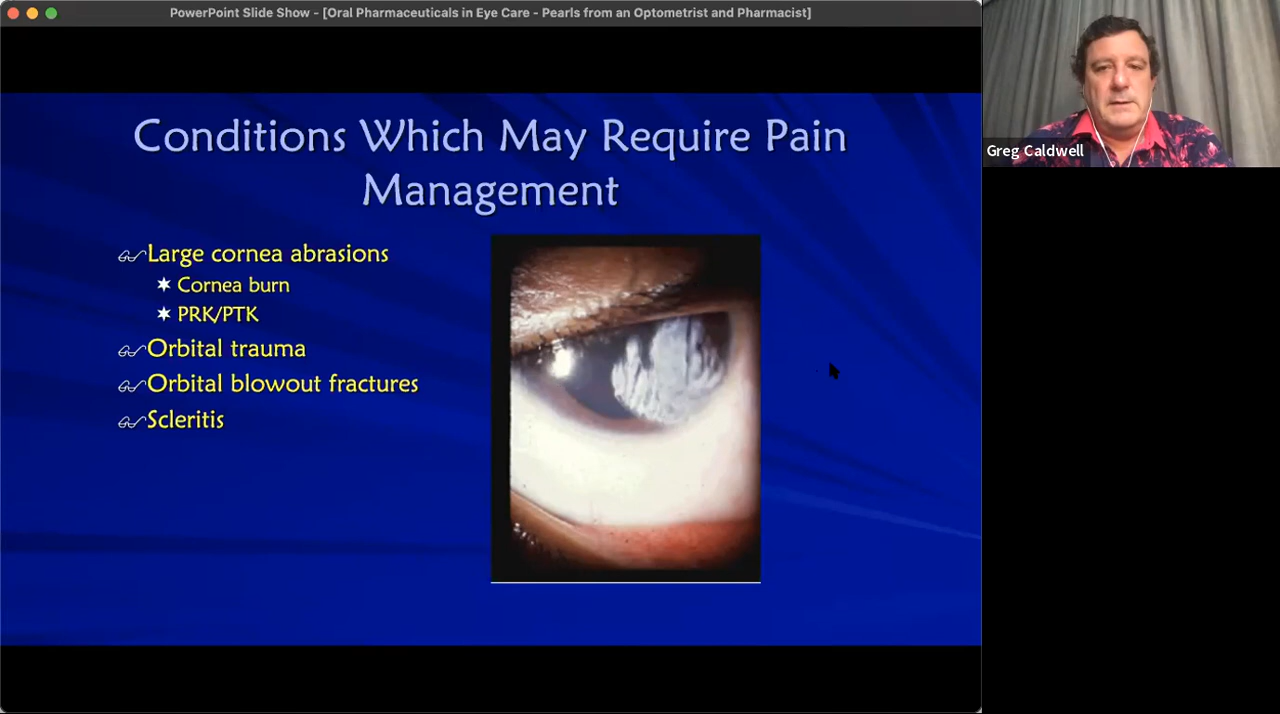 PowerPoint Slide Show - [Oral Pharmaceuticals in Eye Care - Pearls from an Optometrist and Pharmacist]
Conditions Which May Require Pain
Management
Large cornea abrasions
Cornea burn
PRK/PTK
Orbital trauma
Orbital blowout fractures
Scleritis
Greg Caldwell